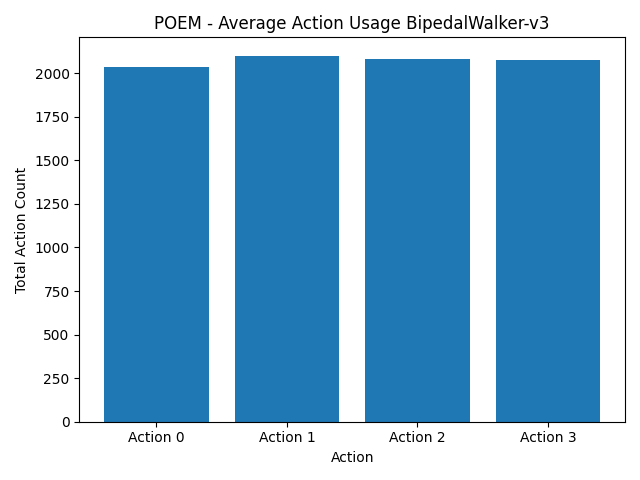 POEM - Average Action Usage BipedalWalker-v3
Total Action Count
2000
1750
1500
1250
1000
750
500
250
0
Action 0 Action 1 Action 2 Action 3
Action